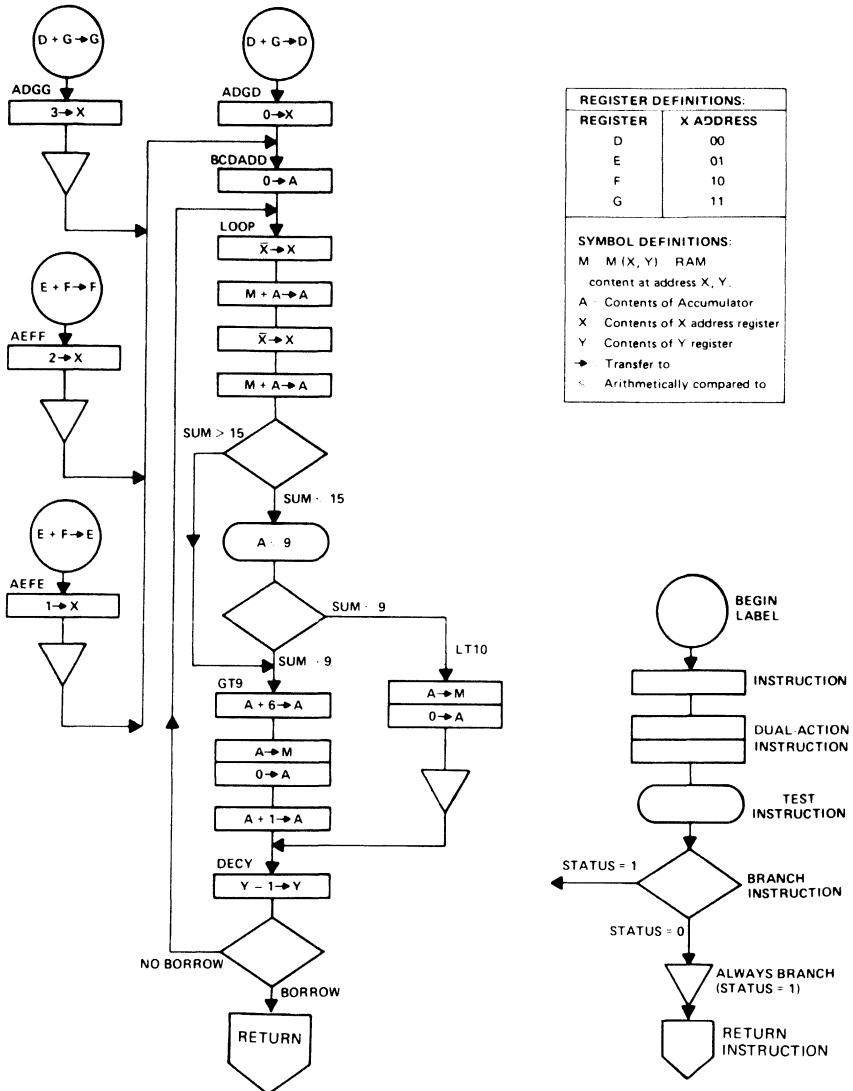 D + G → G
ADGG
3 → X
E + F → F
AEFF
2 → X
E + F → E
AEFE
1 → X
D + G → D
ADGD
0 → X
BCDADD
0 → A
LOOP
X̅ → X
M + A → A
X̅ → X
M + A → A
SUM > 15
SUM 15
A 9
SUM 9
SUM 9
LT10
A → M
0 → A
GT9
A + 6 → A
A → M
0 → A
A + 1 → A
DECY
Y − 1 → Y
NO BORROW
BORROW
RETURN
REGISTER DEFINITIONS:
REGISTER X ADDRESS
D 00
E 01
F 10
G 11
SYMBOL DEFINITIONS:
M M (X, Y) RAM
content at address X, Y.
A Contents of Accumulator
X Contents of X address register
Y Contents of Y register
→ Transfer to
Arithmetically compared to
BEGIN
LABEL
INSTRUCTION
DUAL-ACTION
INSTRUCTION
TEST
INSTRUCTION
STATUS = 1
BRANCH
INSTRUCTION
STATUS = 0
ALWAYS BRANCH
(STATUS = 1)
RETURN
INSTRUCTION